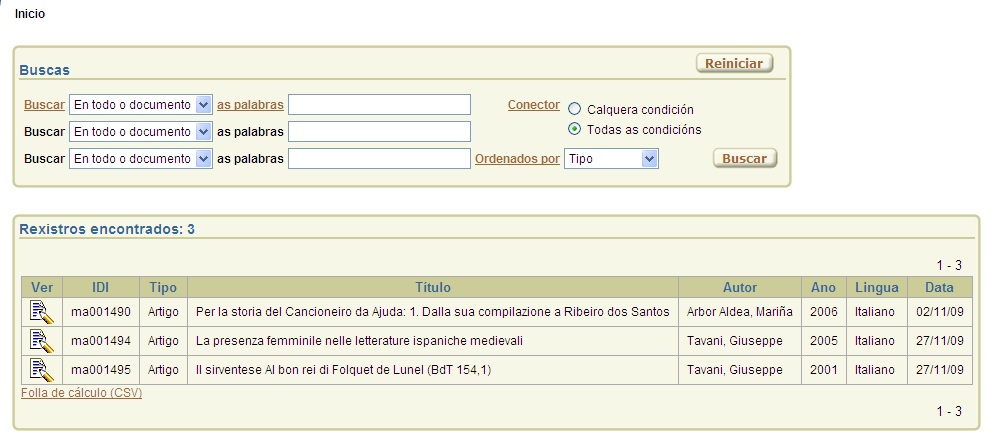 Inicio
Buscas Reiniciar
Buscar En todo o documento as palabras Conector Calquera condición
Buscar En todo o documento as palabras Todas as condicións
Buscar En todo o documento as palabras Ordenados por Tipo Buscar
Rexistros encontrados: 3
1 - 3
Ver IDI Tipo Título Autor Ano Lingua Data
ma001490 Artigo Per la storia del Cancioneiro da Ajuda: 1. Dalla sua compilazione a Ribeiro dos Santos Arbor Aldea, Mariña 2006 Italiano 02/11/09
ma001494 Artigo La presenza femminile nelle letterature ispaniche medievali Tavani, Giuseppe 2005 Italiano 27/11/09
ma001495 Artigo Il sirventese Al bon rei di Folquet de Lunel (BdT 154,1) Tavani, Giuseppe 2001 Italiano 27/11/09
Folla de cálculo (CSV)
1 - 3